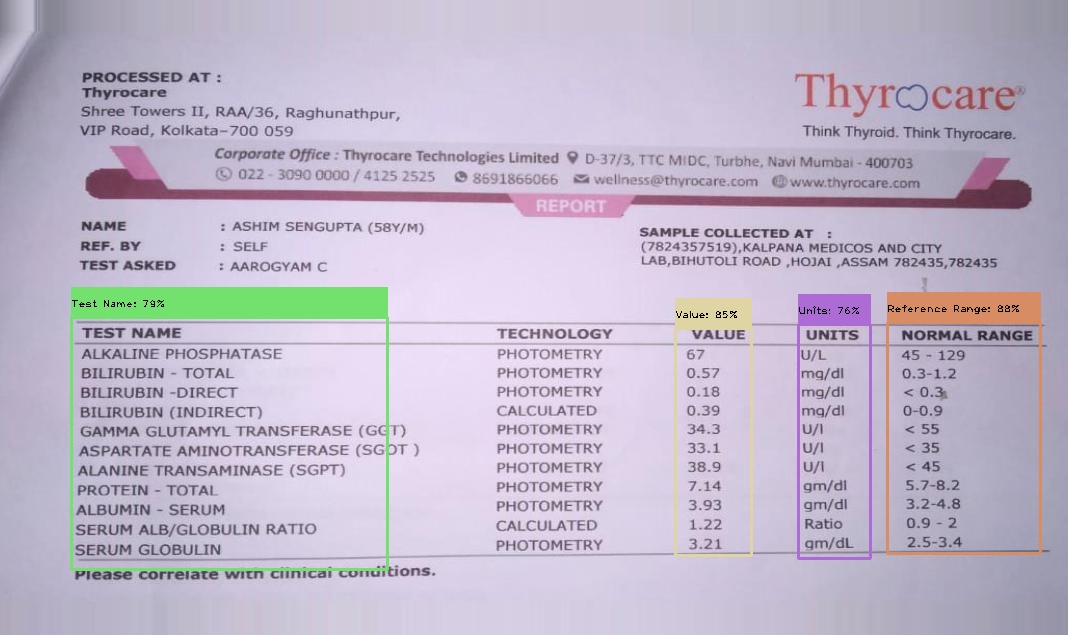 PROCESSED AT :
Thyrocare
Shree Towers II, RAA/36, Raghunathpur,
VIP Road, Kolkata-700 059
Thyrocare®
Think Thyroid. Think Thyrocare.
Corporate Office : Thyrocare Technologies Limited D-37/3, TTC MIDC, Turbhe, Navi Mumbai - 400703
022 - 3090 0000 / 4125 2525 8691866066 wellness@thyrocare.com www.thyrocare.com
REPORT
NAME : ASHIM SENGUPTA (58Y/M)
REF. BY : SELF
TEST ASKED : AAROGYAM C
SAMPLE COLLECTED AT :
(7824357519),KALPANA MEDICOS AND CITY
LAB,BIHUTOLI ROAD ,HOJAI ,ASSAM 782435,782435
Test Name: 79% Value: 85% Units: 76% Reference Range: 88%
TEST NAME TECHNOLOGY VALUE UNITS NORMAL RANGE
ALKALINE PHOSPHATASE PHOTOMETRY 67 U/L 45 - 129
BILIRUBIN - TOTAL PHOTOMETRY 0.57 mg/dl 0.3-1.2
BILIRUBIN -DIRECT PHOTOMETRY 0.18 mg/dl < 0.3
BILIRUBIN (INDIRECT) CALCULATED 0.39 mg/dl 0-0.9
GAMMA GLUTAMYL TRANSFERASE (GGT) PHOTOMETRY 34.3 U/l < 55
ASPARTATE AMINOTRANSFERASE (SGOT ) PHOTOMETRY 33.1 U/l < 35
ALANINE TRANSAMINASE (SGPT) PHOTOMETRY 38.9 U/l < 45
PROTEIN - TOTAL PHOTOMETRY 7.14 gm/dl 5.7-8.2
ALBUMIN - SERUM PHOTOMETRY 3.93 gm/dl 3.2-4.8
SERUM ALB/GLOBULIN RATIO CALCULATED 1.22 Ratio 0.9 - 2
SERUM GLOBULIN PHOTOMETRY 3.21 gm/dL 2.5-3.4
Please correlate with clinical conditions.